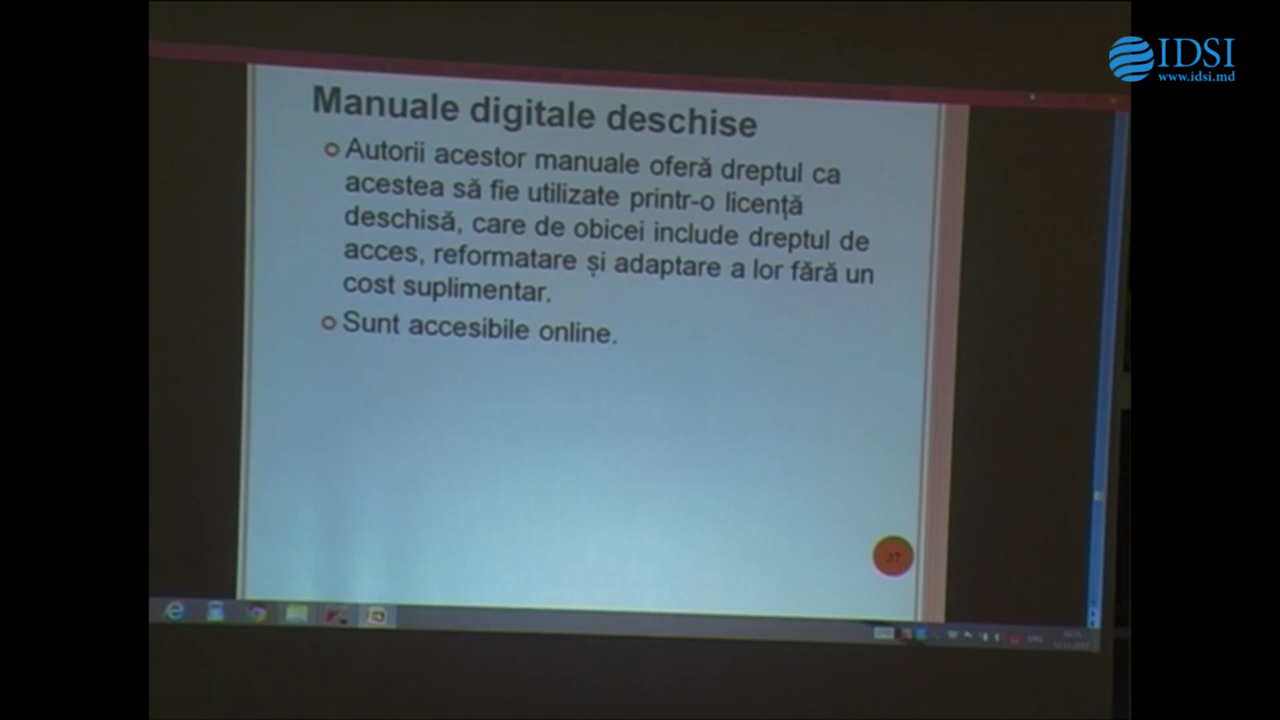 IDSI
www.idsi.md
Manuale digitale deschise
Autorii acestor manuale oferă dreptul ca
acestea să fie utilizate printr-o licență
deschisă, care de obicei include dreptul de
acces, reformatare și adaptare a lor fără un
cost suplimentar.
Sunt accesibile online.
37